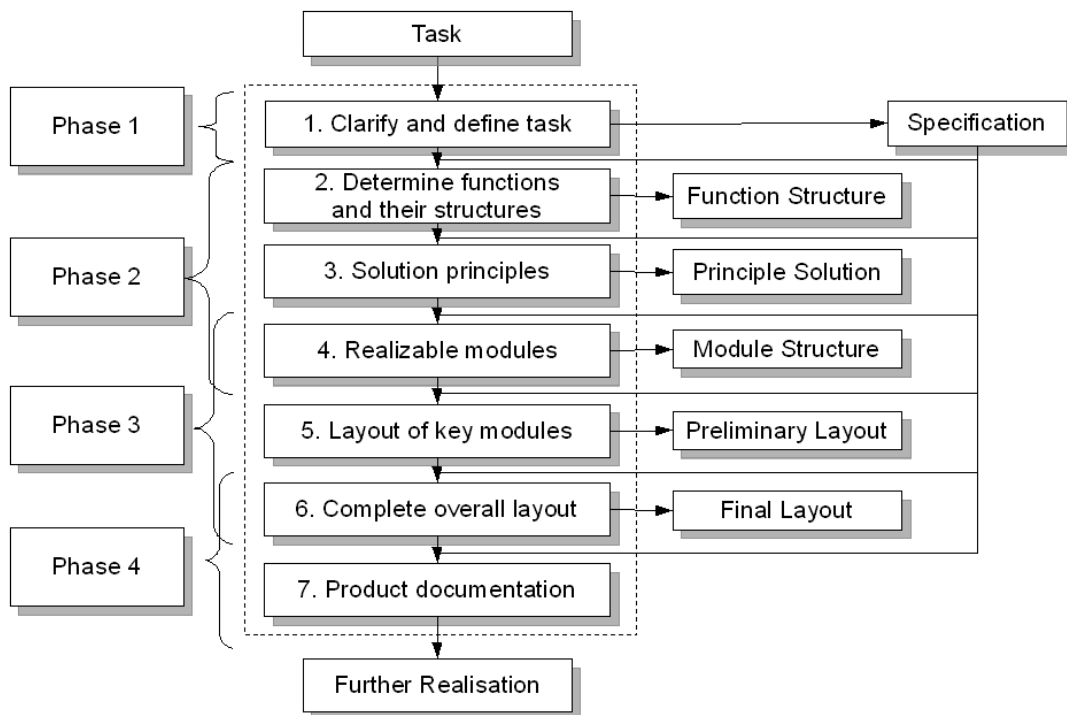 Task
Phase 1
1. Clarify and define task
Specification
2. Determine functions
and their structures
Function Structure
Phase 2
3. Solution principles
Principle Solution
4. Realizable modules
Module Structure
Phase 3
5. Layout of key modules
Preliminary Layout
6. Complete overall layout
Final Layout
Phase 4
7. Product documentation
Further Realisation